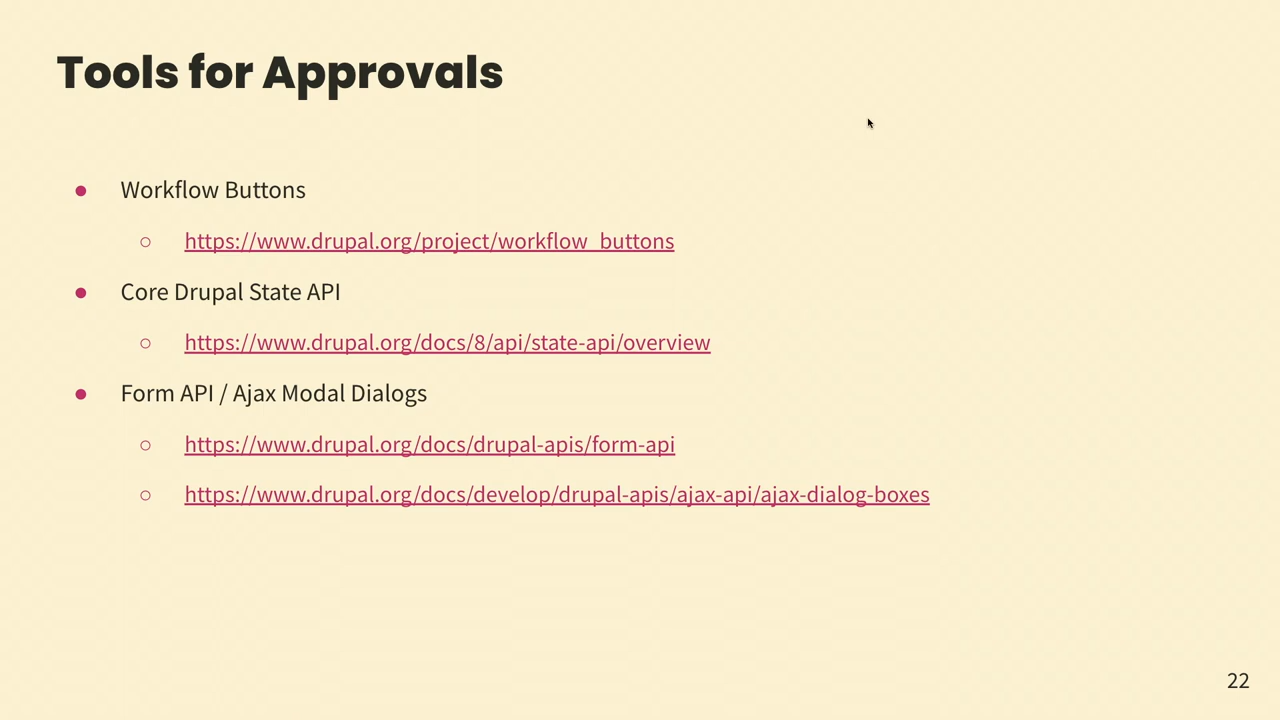 Tools for Approvals
● Workflow Buttons
○ https://www.drupal.org/project/workflow_buttons
● Core Drupal State API
○ https://www.drupal.org/docs/8/api/state-api/overview
● Form API / Ajax Modal Dialogs
○ https://www.drupal.org/docs/drupal-apis/form-api
○ https://www.drupal.org/docs/develop/drupal-apis/ajax-api/ajax-dialog-boxes
22